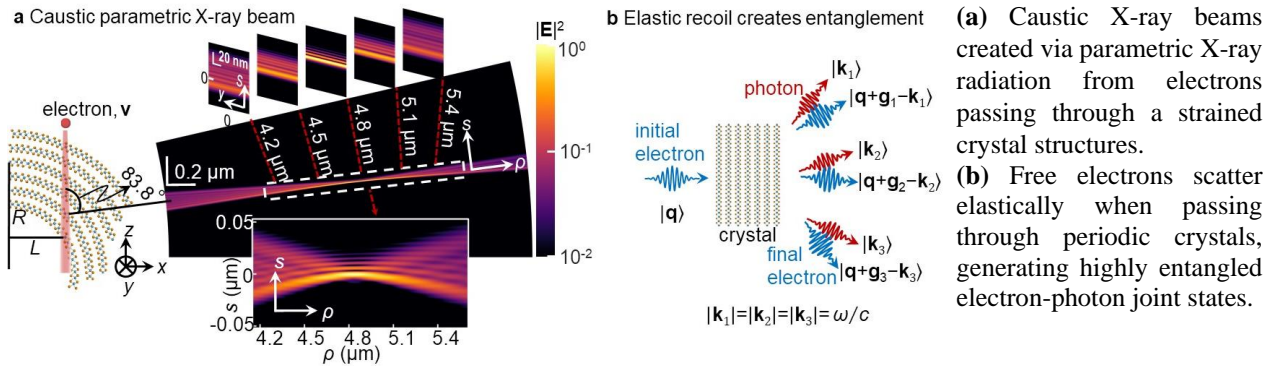 a Caustic parametric X-ray beam
|E|²
10⁰
10⁻¹
10⁻²
20 nm
s
0
y
0
electron, v
83.8°
0.2 µm
4.2 µm
4.5 µm
4.8 µm
5.1 µm
5.4 µm
s
ρ
R
L
z
x
y
0.05
0
-0.05
s (µm)
s
ρ
4.2 4.5 4.8 5.1 5.4
ρ (µm)
b Elastic recoil creates entanglement
|k₁⟩
photon
|q+g₁−k₁⟩
initial
electron
|q⟩
|k₂⟩
|q+g₂−k₂⟩
crystal
|k₃⟩
final
electron
|q+g₃−k₃⟩
|k₁|=|k₂|=|k₃|=ω/c
(a) Caustic X-ray beams
created via parametric X-ray
radiation from electrons
passing through a strained
crystal structures.
(b) Free electrons scatter
elastically when passing
through periodic crystals,
generating highly entangled
electron-photon joint states.